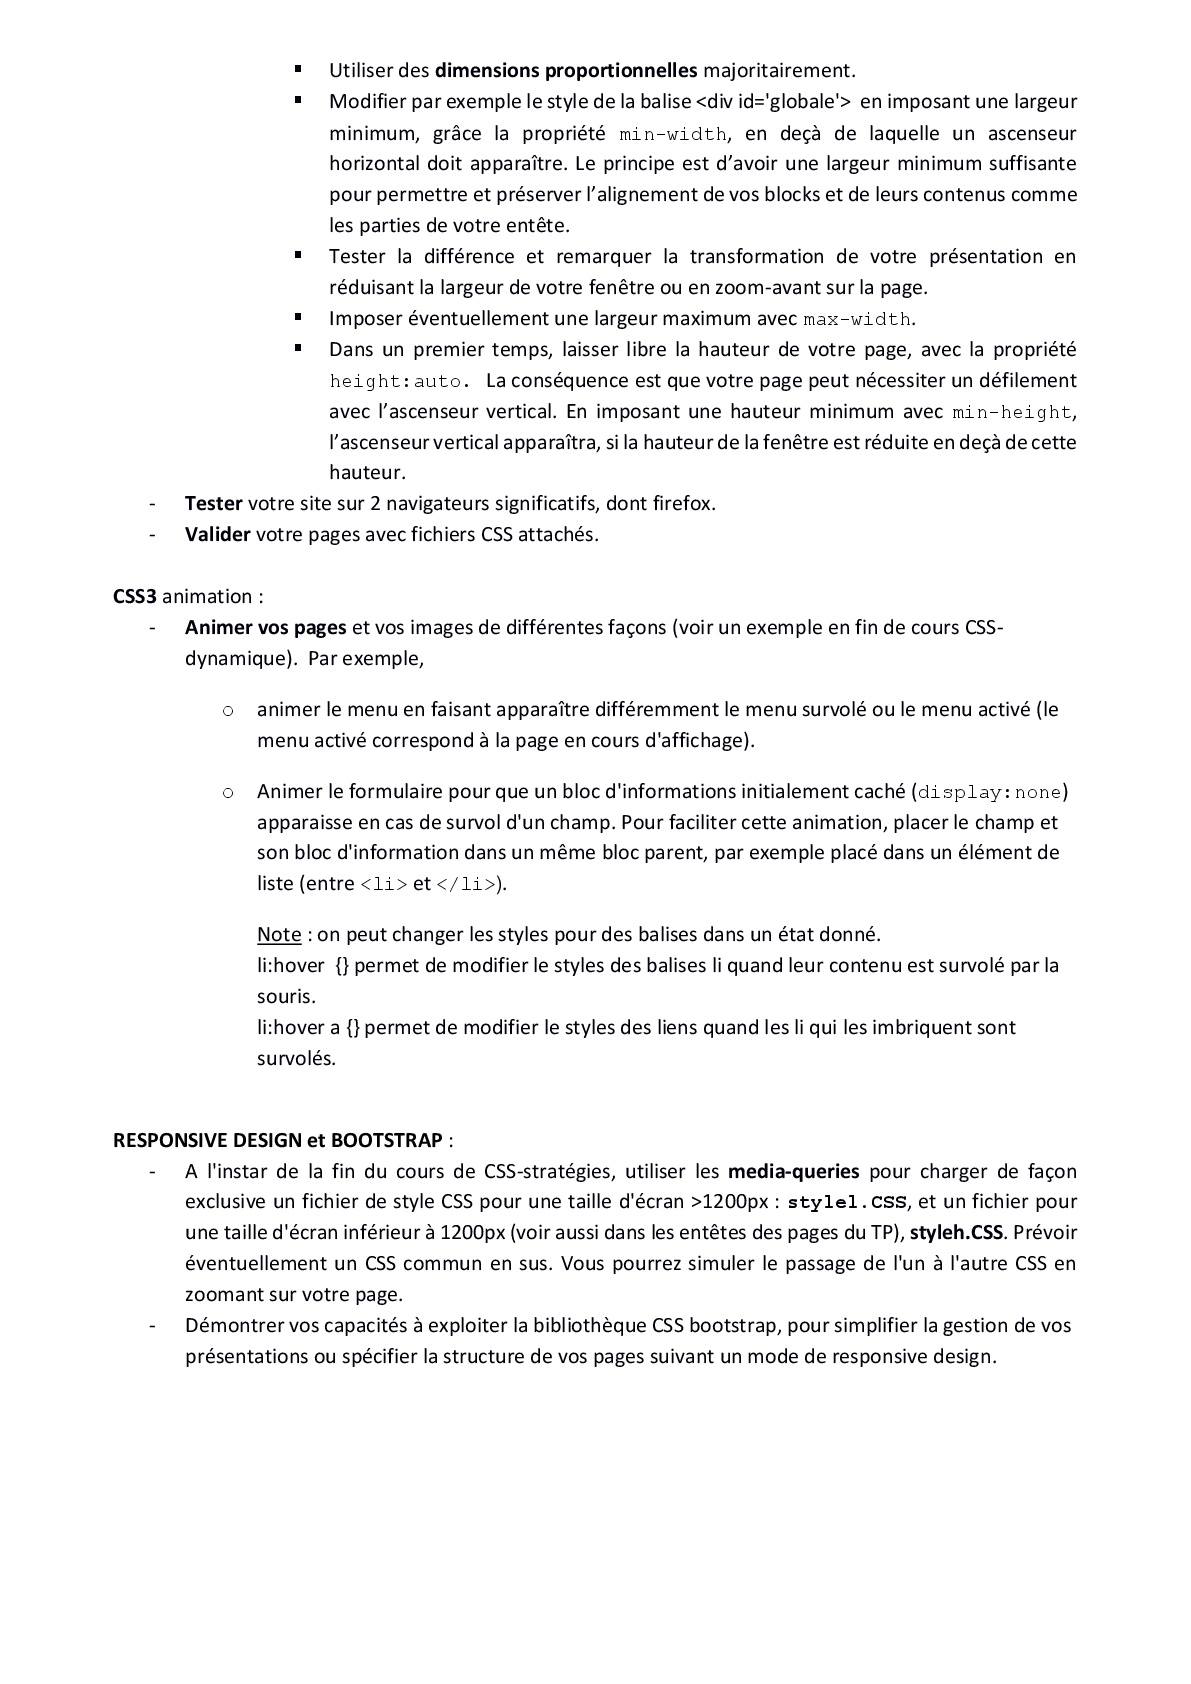 ▪ Utiliser des dimensions proportionnelles majoritairement.
▪ Modifier par exemple le style de la balise <div id='globale'> en imposant une largeur
minimum, grâce la propriété min-width, en deçà de laquelle un ascenseur
horizontal doit apparaître. Le principe est d’avoir une largeur minimum suffisante
pour permettre et préserver l’alignement de vos blocks et de leurs contenus comme
les parties de votre entête.
▪ Tester la différence et remarquer la transformation de votre présentation en
réduisant la largeur de votre fenêtre ou en zoom-avant sur la page.
▪ Imposer éventuellement une largeur maximum avec max-width.
▪ Dans un premier temps, laisser libre la hauteur de votre page, avec la propriété
height:auto. La conséquence est que votre page peut nécessiter un défilement
avec l’ascenseur vertical. En imposant une hauteur minimum avec min-height,
l’ascenseur vertical apparaîtra, si la hauteur de la fenêtre est réduite en deçà de cette
hauteur.
- Tester votre site sur 2 navigateurs significatifs, dont firefox.
- Valider votre pages avec fichiers CSS attachés.
CSS3 animation :
- Animer vos pages et vos images de différentes façons (voir un exemple en fin de cours CSS-
dynamique). Par exemple,
o animer le menu en faisant apparaître différemment le menu survolé ou le menu activé (le
menu activé correspond à la page en cours d'affichage).
o Animer le formulaire pour que un bloc d'informations initialement caché (display:none)
apparaisse en cas de survol d'un champ. Pour faciliter cette animation, placer le champ et
son bloc d'information dans un même bloc parent, par exemple placé dans un élément de
liste (entre <li> et </li>).
Note : on peut changer les styles pour des balises dans un état donné.
li:hover {} permet de modifier le styles des balises li quand leur contenu est survolé par la
souris.
li:hover a {} permet de modifier le styles des liens quand les li qui les imbriquent sont
survolés.
RESPONSIVE DESIGN et BOOTSTRAP :
- A l'instar de la fin du cours de CSS-stratégies, utiliser les media-queries pour charger de façon
exclusive un fichier de style CSS pour une taille d'écran >1200px : stylel.CSS, et un fichier pour
une taille d'écran inférieur à 1200px (voir aussi dans les entêtes des pages du TP), styleh.CSS. Prévoir
éventuellement un CSS commun en sus. Vous pourrez simuler le passage de l'un à l'autre CSS en
zoomant sur votre page.
- Démontrer vos capacités à exploiter la bibliothèque CSS bootstrap, pour simplifier la gestion de vos
présentations ou spécifier la structure de vos pages suivant un mode de responsive design.